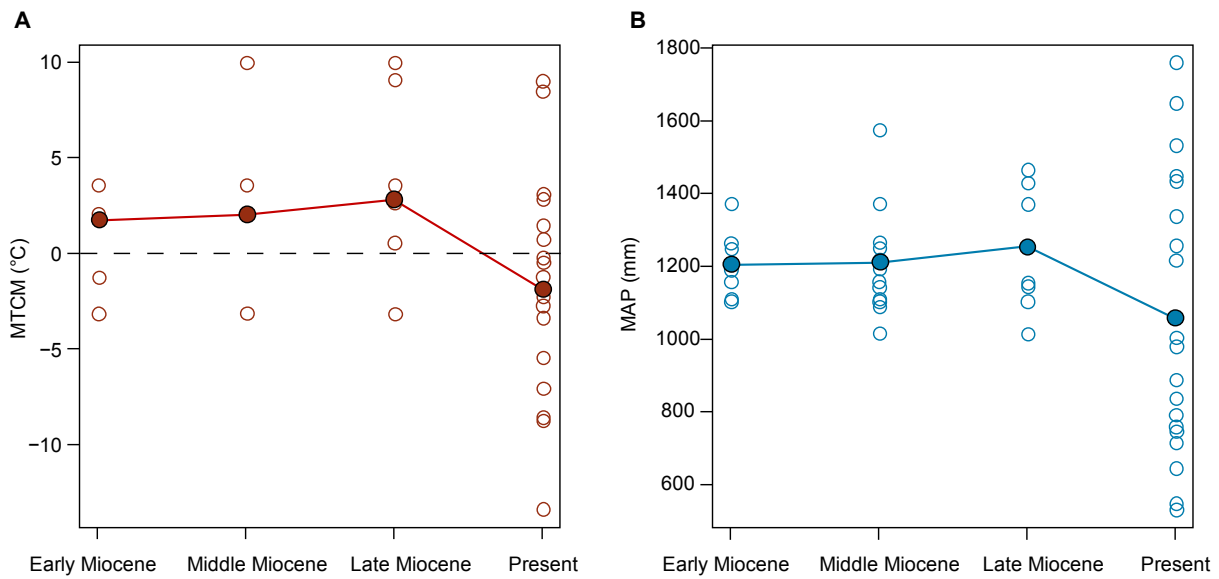 A
MTCM (°C)
10
5
0
−5
−10
Early Miocene Middle Miocene Late Miocene Present
B
MAP (mm)
1800
1600
1400
1200
1000
800
600
Early Miocene Middle Miocene Late Miocene Present